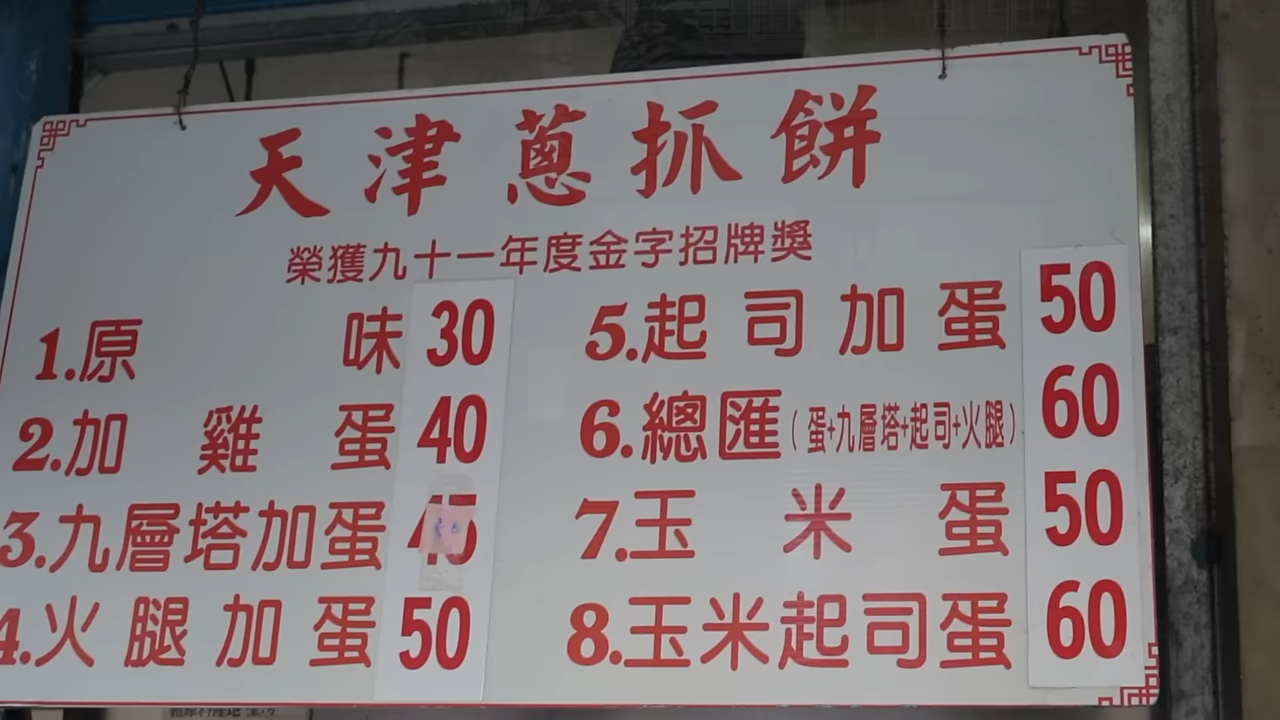 天津蔥抓餅
榮獲九十一年度金字招牌獎
1.原味 30
2.加雞蛋 40
3.九層塔加蛋 45
4.火腿加蛋 50
5.起司加蛋 50
6.總匯(蛋+九層塔+起司+火腿) 60
7.玉米蛋 50
8.玉米起司蛋 60